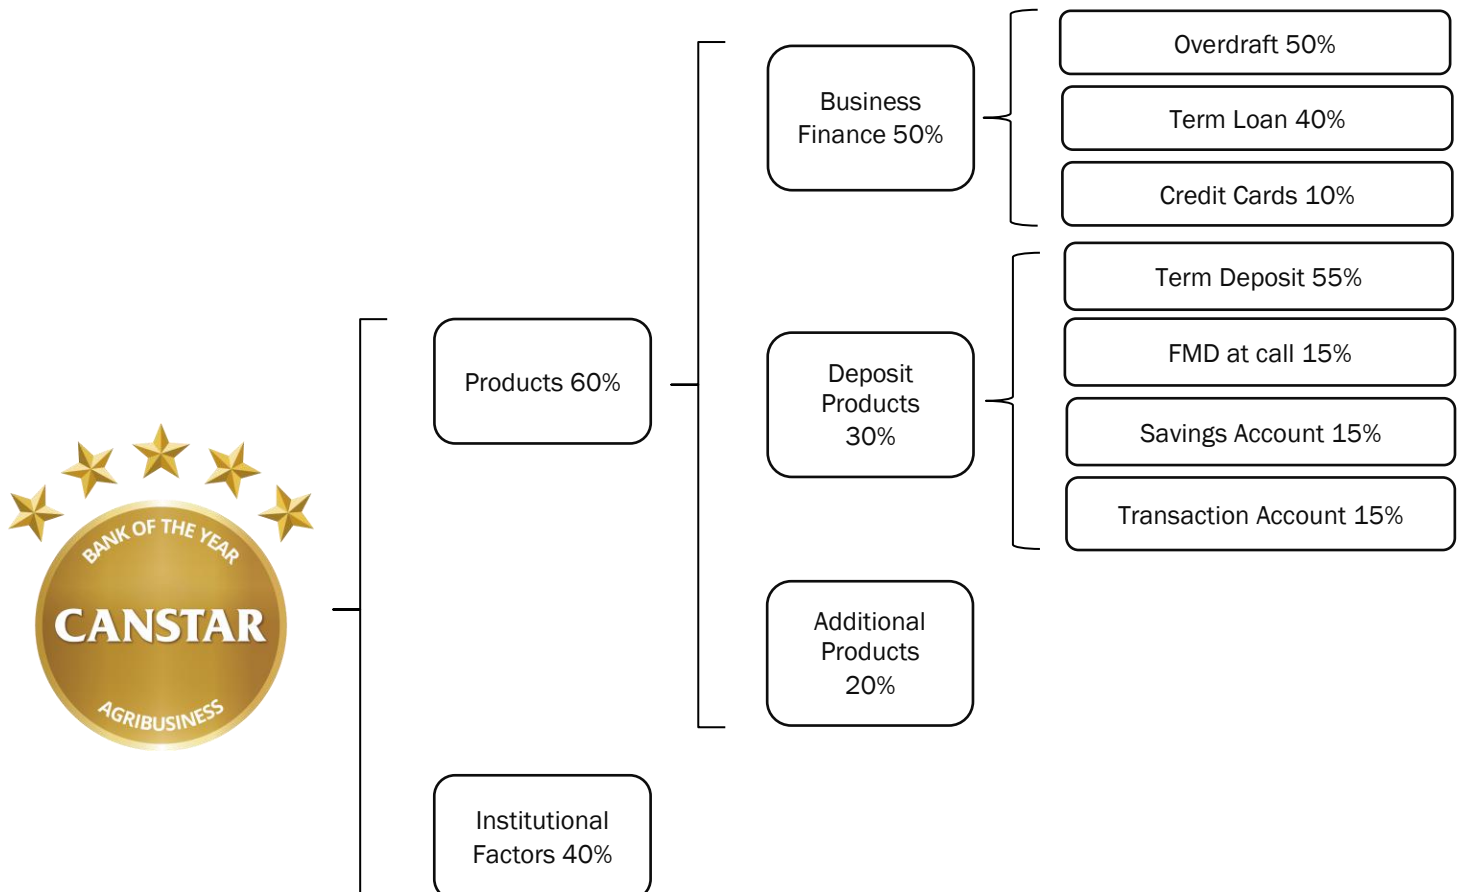 Overdraft 50%
Business
Finance 50%
Term Loan 40%
Credit Cards 10%
Term Deposit 55%
Products 60%
Deposit
Products
30%
FMD at call 15%
Savings Account 15%
Transaction Account 15%
BANK OF THE YEAR
CANSTAR
AGRIBUSINESS
Additional
Products
20%
Institutional
Factors 40%